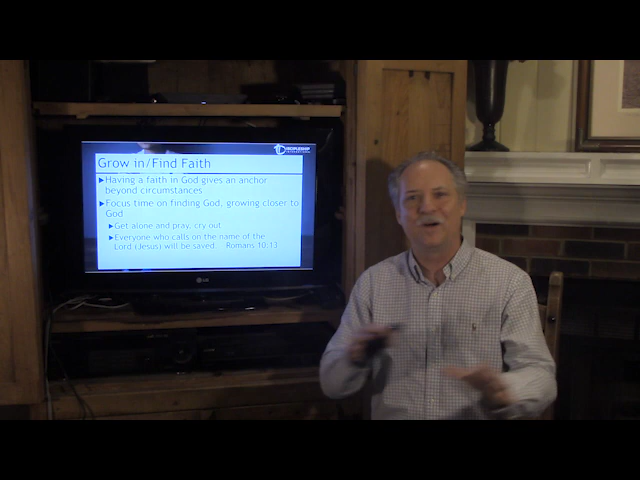 DISCIPLESHIP
INTERNATIONAL
Grow in/Find Faith
Having a faith in God gives an anchor
beyond circumstances
Focus time on finding God, growing closer to
God
Get alone and pray, cry out
Everyone who calls on the name of the
Lord (Jesus) will be saved. Romans 10:13
LG